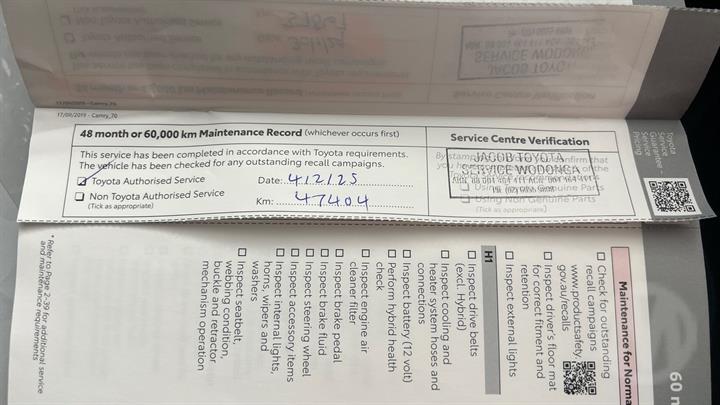 17/09/2019 - Camry_70
48 month or 60,000 km Maintenance Record (whichever occurs first)
This service has been completed in accordance with Toyota requirements.
The vehicle has been checked for any outstanding recall campaigns.
Toyota Authorised Service
Date: 4/2/25
Non Toyota Authorised Service
(Tick as appropriate)
Km: 47404
Service Centre Verification
JACOB TOYOTA
SERVICE WODONGA
Using Non Genuine Parts
(Tick as appropriate)
Toyota
Service
Guarantee –
Service
Pricing
Maintenance for Norma
Check for outstanding
recall campaigns
www.productsafety.
gov.au/recalls
Inspect driver's floor mat
for correct fitment and
retention
Inspect external lights
H1
Inspect drive belts
(excl. Hybrid)
Inspect cooling and
heater system hoses and
connections
Inspect battery (12 volt)
Perform hybrid health
check
Inspect engine air
cleaner filter
Inspect brake pedal
Inspect brake fluid
Inspect steering wheel
Inspect accessory items
Inspect internal lights,
horns, wipers and
washers
Inspect seatbelt,
webbing condition,
buckle and retractor
mechanism operation
* Refer to Page 2-39 for additional service
and maintenance requirements
60 m